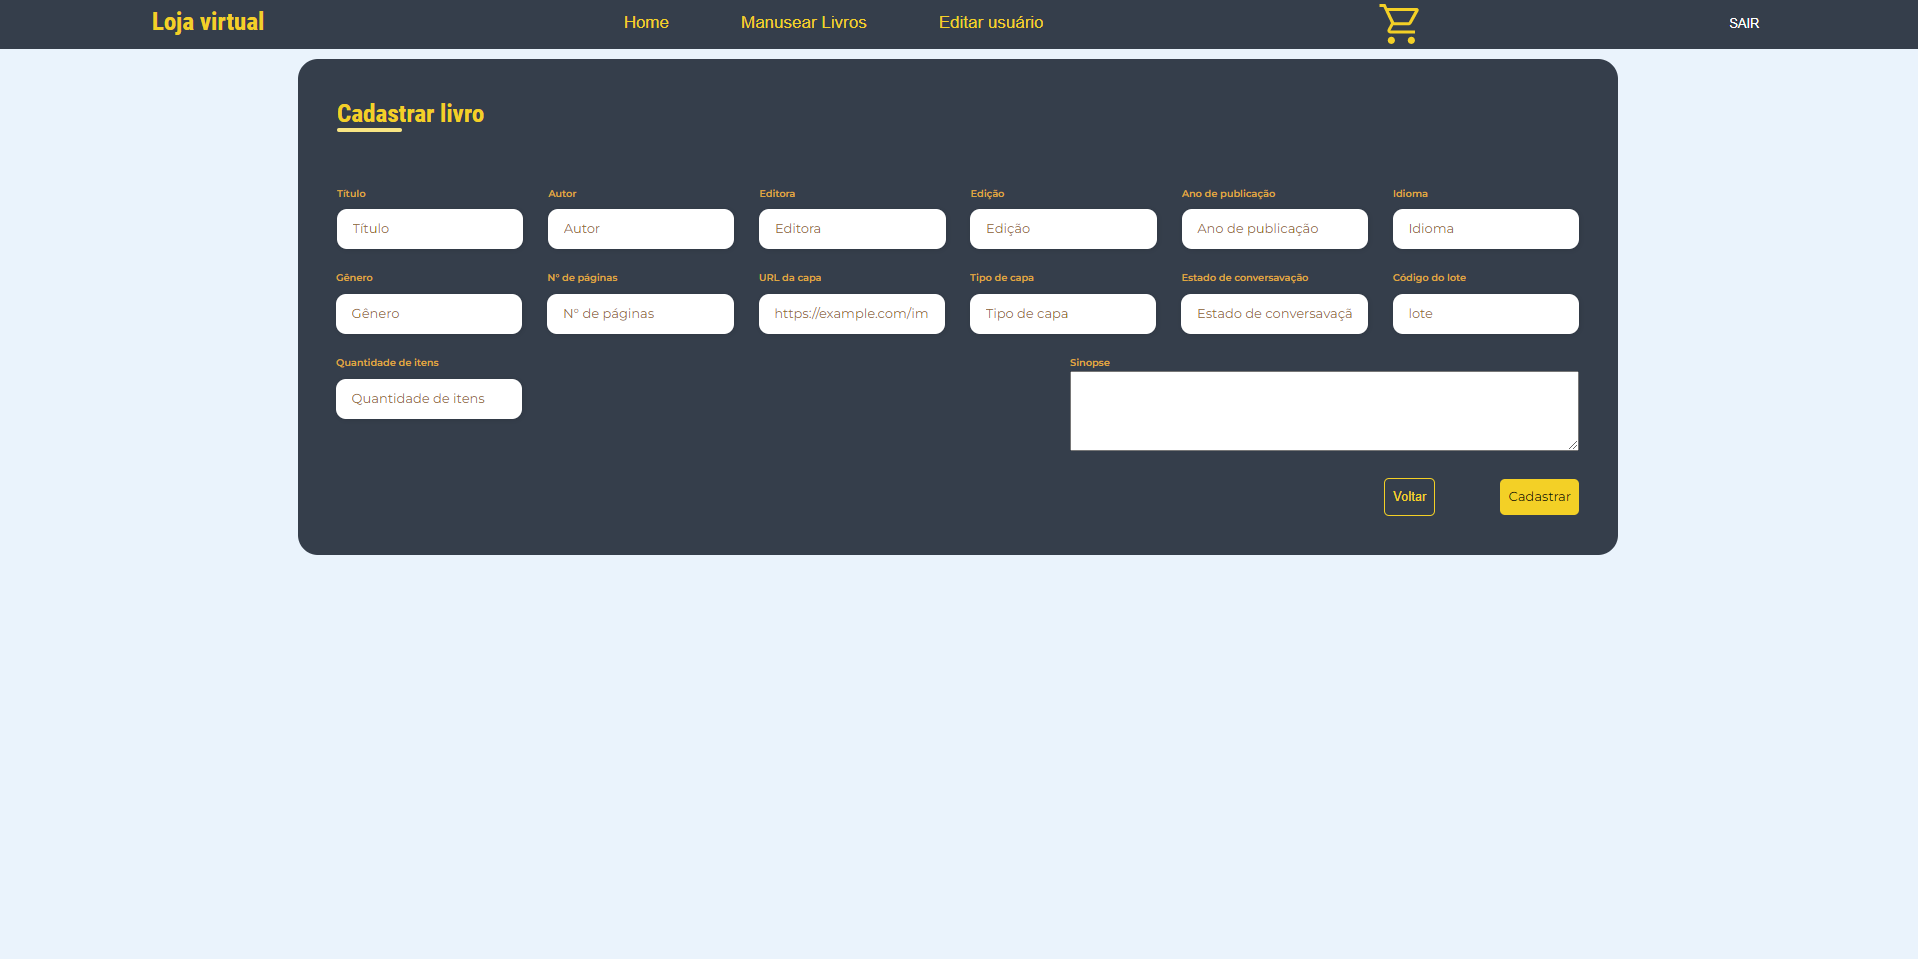 Loja virtual Home Manusear Livros Editar usuário SAIR
Cadastrar livro
Título Autor Editora Edição Ano de publicação Idioma
Título Autor Editora Edição Ano de publicação Idioma
Gênero N° de páginas URL da capa Tipo de capa Estado de conversavação Código do lote
Gênero N° de páginas https://example.com/im Tipo de capa Estado de conversavaçã lote
Quantidade de itens Sinopse
Quantidade de itens
Voltar Cadastrar